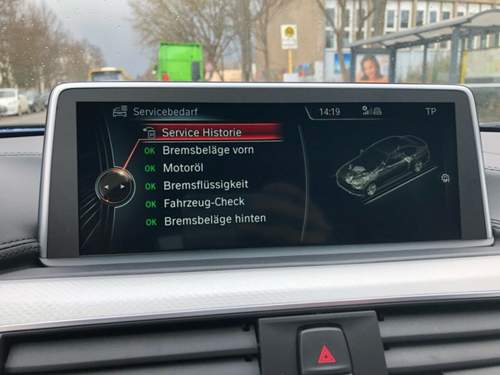 Servicebedarf 14:19 TP
Service Historie
OK Bremsbeläge vorn
OK Motoröl
OK Bremsflüssigkeit
OK Fahrzeug-Check
OK Bremsbeläge hinten